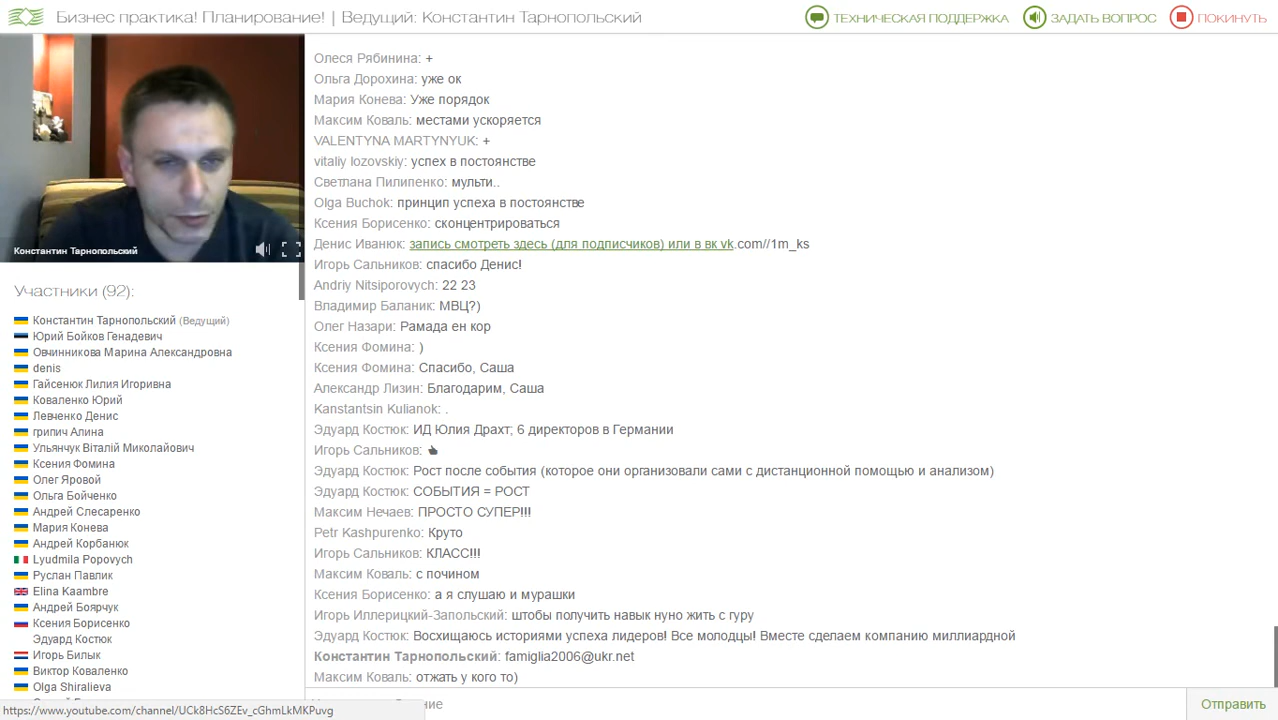 Бизнес практика! Планирование! | Ведущий: Константин Тарнопольский
ТЕХНИЧЕСКАЯ ПОДДЕРЖКА
ЗАДАТЬ ВОПРОС
ПОКИНУТЬ
Константин Тарнопольский
Участники (92):
Константин Тарнопольский (Ведущий)
Юрий Бойков Генадевич
Овчинникова Марина Александровна
denis
Гайсенюк Лилия Игоривна
Коваленко Юрий
Левченко Денис
грипич Алина
Ульянчук Віталій Миколайович
Ксения Фомина
Олег Яровой
Ольга Бойченко
Андрей Слесаренко
Мария Конева
Андрей Корбанюк
Lyudmila Popovych
Руслан Павлик
Elina Kaambre
Андрей Боярчук
Ксения Борисенко
Эдуард Костюк
Игорь Билык
Виктор Коваленко
Olga Shiralieva
https://www.youtube.com/channel/UCk8HcS6ZEv_cGhmLkMKPuvg
Олеся Рябинина: +
Ольга Дорохина: уже ок
Мария Конева: Уже порядок
Максим Коваль: местами ускоряется
VALENTYNA MARTYNYUK: +
vitaliy lozovskiy: успех в постоянстве
Светлана Пилипенко: мульти..
Olga Buchok: принцип успеха в постоянстве
Ксения Борисенко: сконцентрироваться
Денис Иванюк: запись смотреть здесь (для подписчиков) или в вк vk.com//1m_ks
Игорь Сальников: спасибо Денис!
Andriy Nitsiporovych: 22 23
Владимир Баланик: МВЦ?)
Олег Назари: Рамада ен кор
Ксения Фомина: )
Ксения Фомина: Спасибо, Саша
Александр Лизин: Благодарим, Саша
Kanstantsin Kulianok: .
Эдуард Костюк: ИД Юлия Драхт; 6 директоров в Германии
Игорь Сальников:
Эдуард Костюк: Рост после события (которое они организовали сами с дистанционной помощью и анализом)
Эдуард Костюк: СОБЫТИЯ = РОСТ
Максим Нечаев: ПРОСТО СУПЕР!!!
Petr Kashpurenko: Круто
Игорь Сальников: КЛАСС!!!
Максим Коваль: с почином
Ксения Борисенко: а я слушаю и мурашки
Игорь Иллерицкий-Запольский: штобы получить навык нуно жить с гуру
Эдуард Костюк: Восхищаюсь историями успеха лидеров! Все молодцы! Вместе сделаем компанию миллиардной
Константин Тарнопольский: famiglia2006@ukr.net
Максим Коваль: отжать у кого то)
Отправить